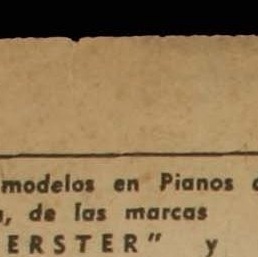 modelos en Pianos
, de las marcas
ERSTER" y